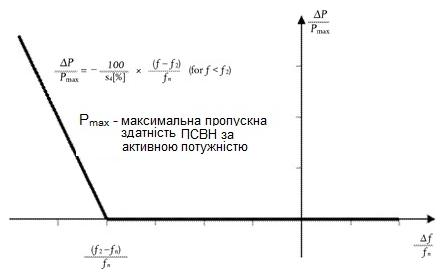 ΔP/Pmax
ΔP/Pmax = − 100/s4[%] × (f − f2)/fn (for f < f2)
Pmax - максимальна пропускна
здатність ПСВН за
активною потужністю
(f2−fn)/fn
Δf/fn